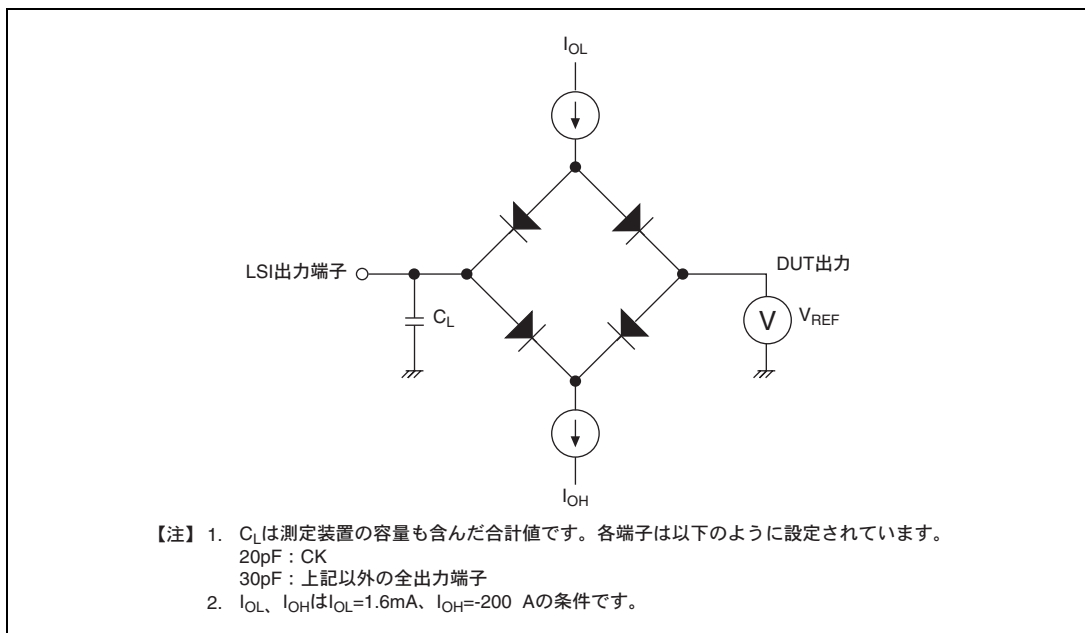 IOL
LSI出力端子
DUT出力
CL
V
VREF
IOH
【注】 1. CLは測定装置の容量も含んだ合計値です。各端子は以下のように設定されています。
20pF：CK
30pF：上記以外の全出力端子
2. IOL、IOHはIOL=1.6mA、IOH=-200 Aの条件です。